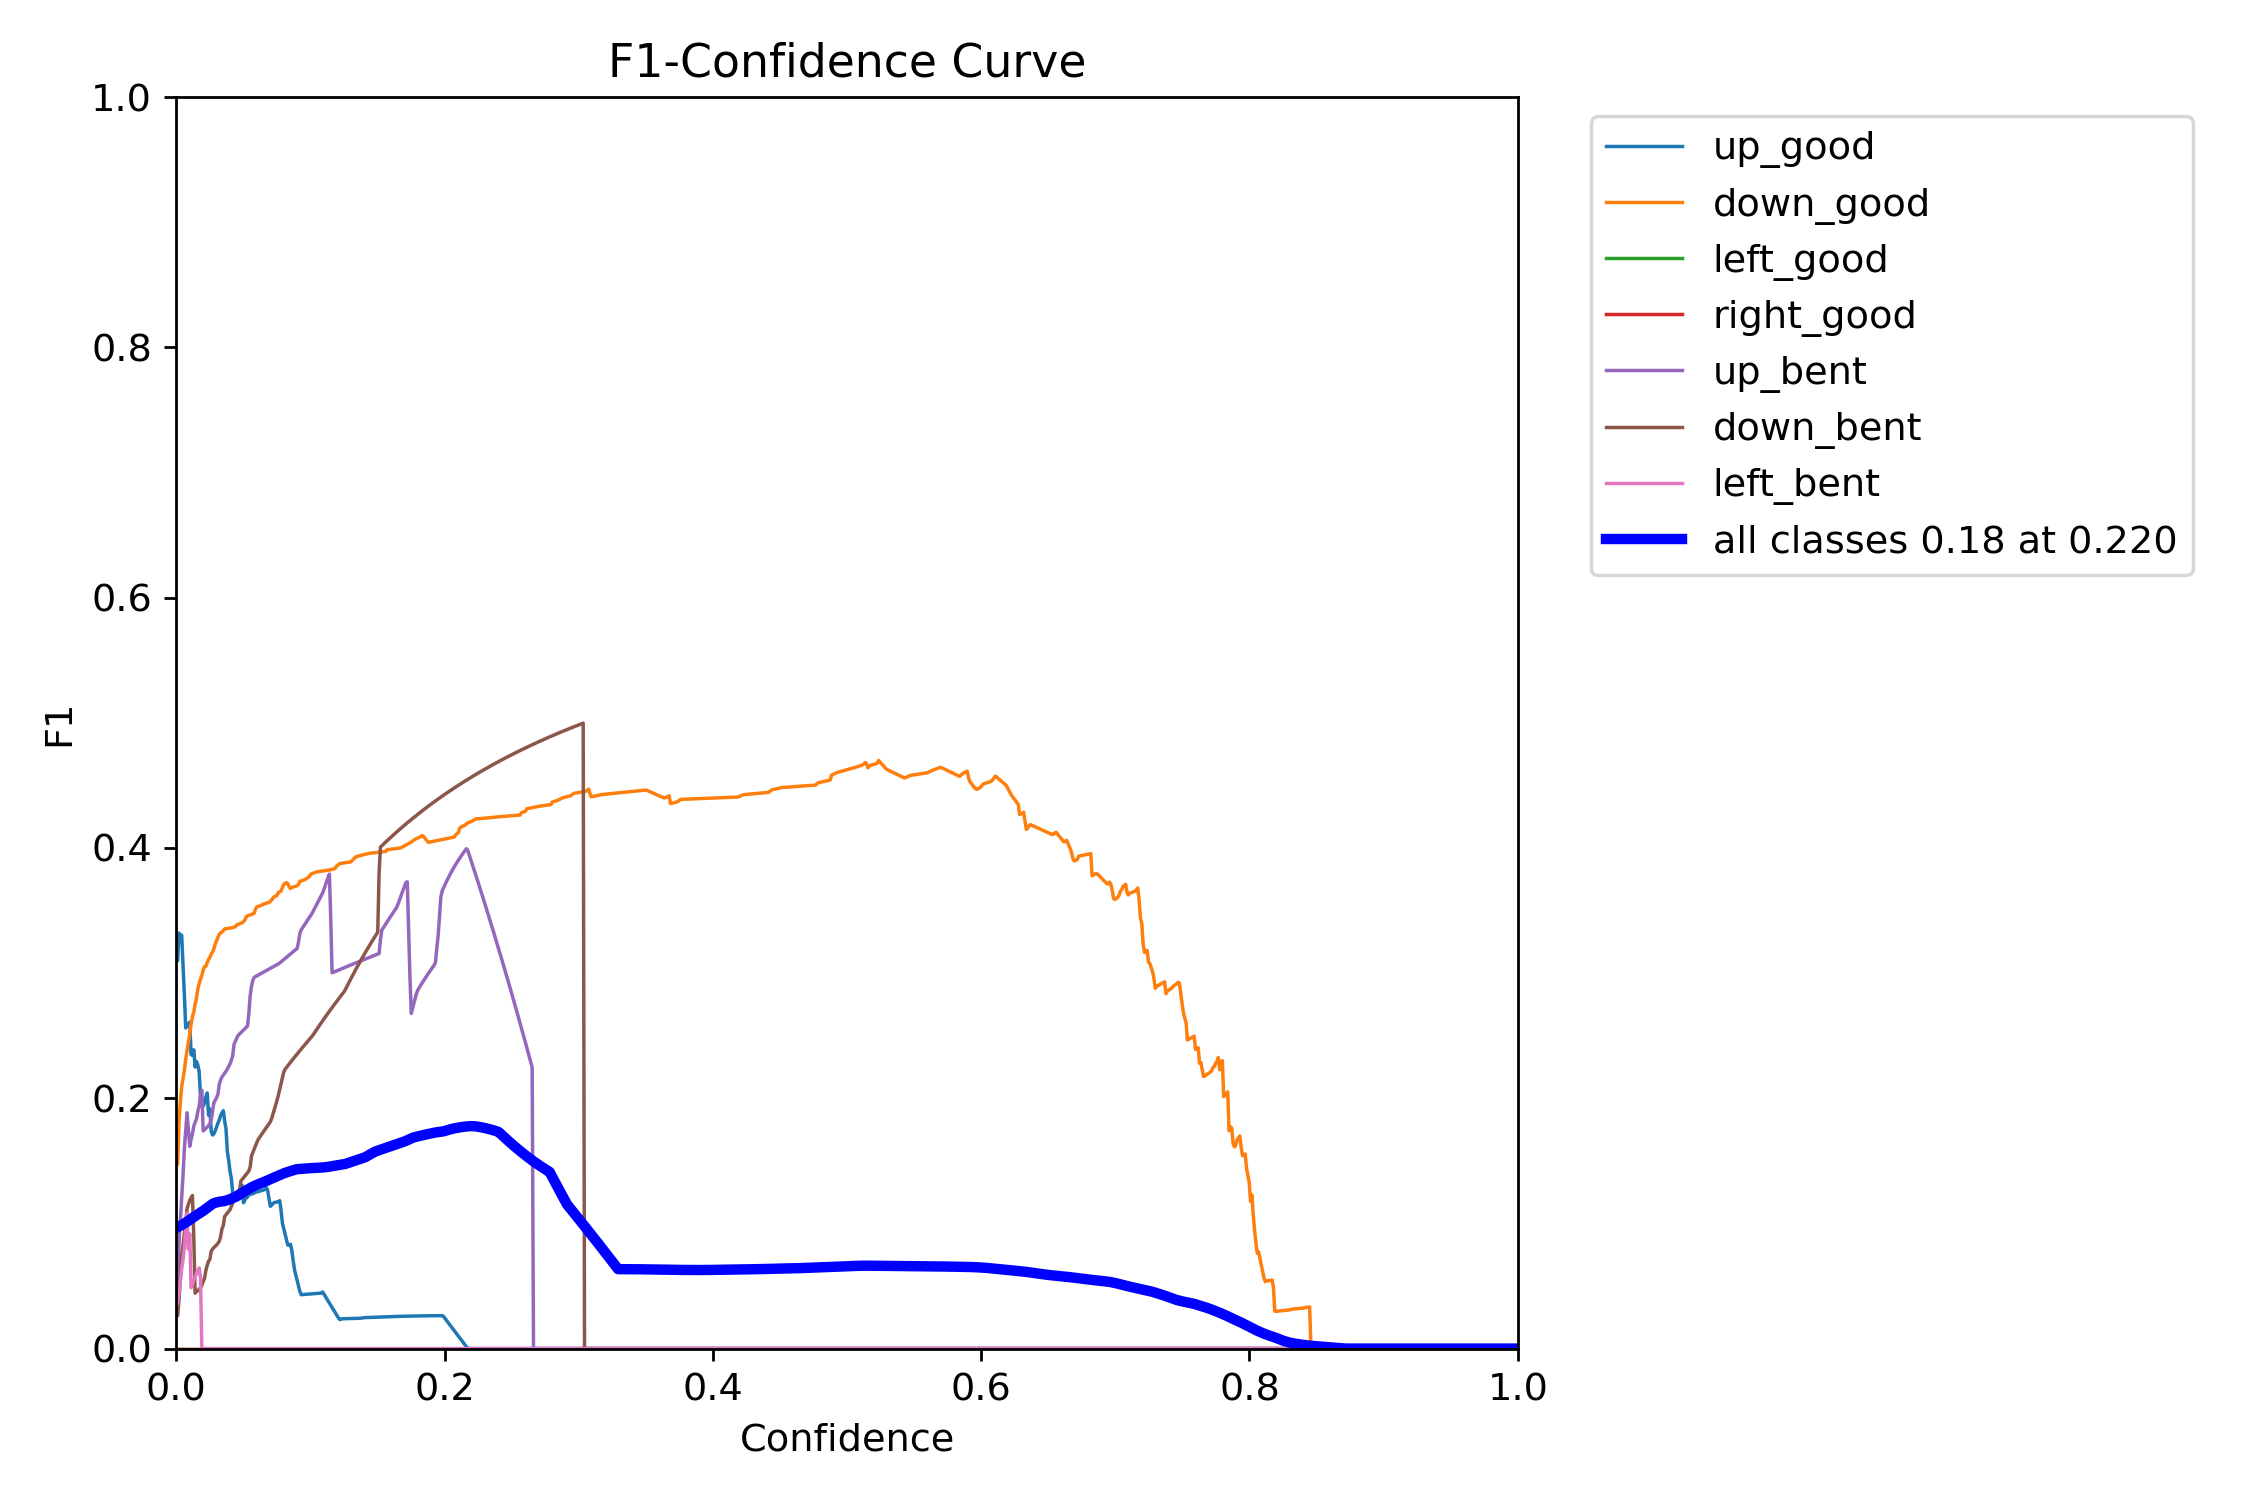 F1-Confidence Curve
1.0
0.8
0.6
0.4
0.2
0.0
F1
0.0 0.2 0.4 0.6 0.8 1.0
Confidence
up_good
down_good
left_good
right_good
up_bent
down_bent
left_bent
all classes 0.18 at 0.220